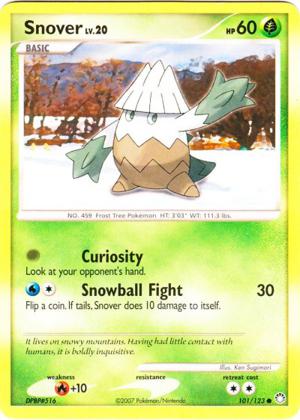 Snover LV.20 HP 60
BASIC
NO. 459 Frost Tree Pokémon HT: 3'03" WT: 111.3 lbs.
Curiosity
Look at your opponent's hand.
Snowball Fight 30
Flip a coin. If tails, Snover does 10 damage to itself.
It lives on snowy mountains. Having had little contact with
humans, it is boldly inquisitive.
Illus. Ken Sugimori
weakness resistance retreat cost
+10
DPBP#516 ©2007 Pokémon/Nintendo 101/123